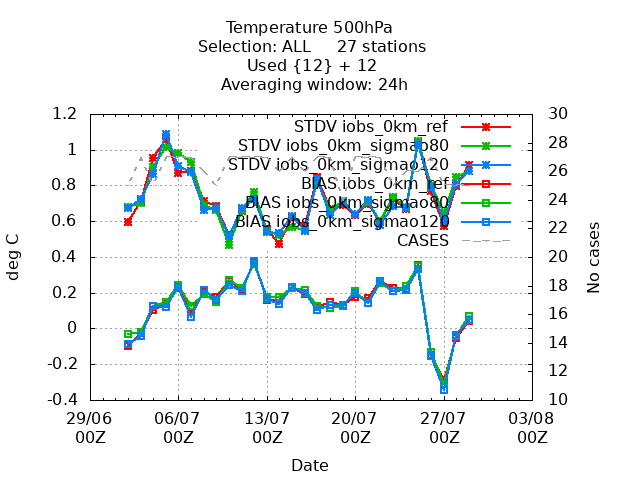 Temperature 500hPa
Selection: ALL 27 stations
Used {12} + 12
Averaging window: 24h
deg C
1.2
1
0.8
0.6
0.4
0.2
0
-0.2
-0.4
STDV iobs_0km_ref
STDV iobs_0km_sigmao80
STDV iobs_0km_sigmao120
BIAS iobs_0km_ref
BIAS iobs_0km_sigmao80
BIAS iobs_0km_sigmao120
CASES
30
28
26
24
22
20
18
16
14
12
10
No cases
29/06 06/07 13/07 20/07 27/07 03/08
00Z 00Z 00Z 00Z 00Z 00Z
Date